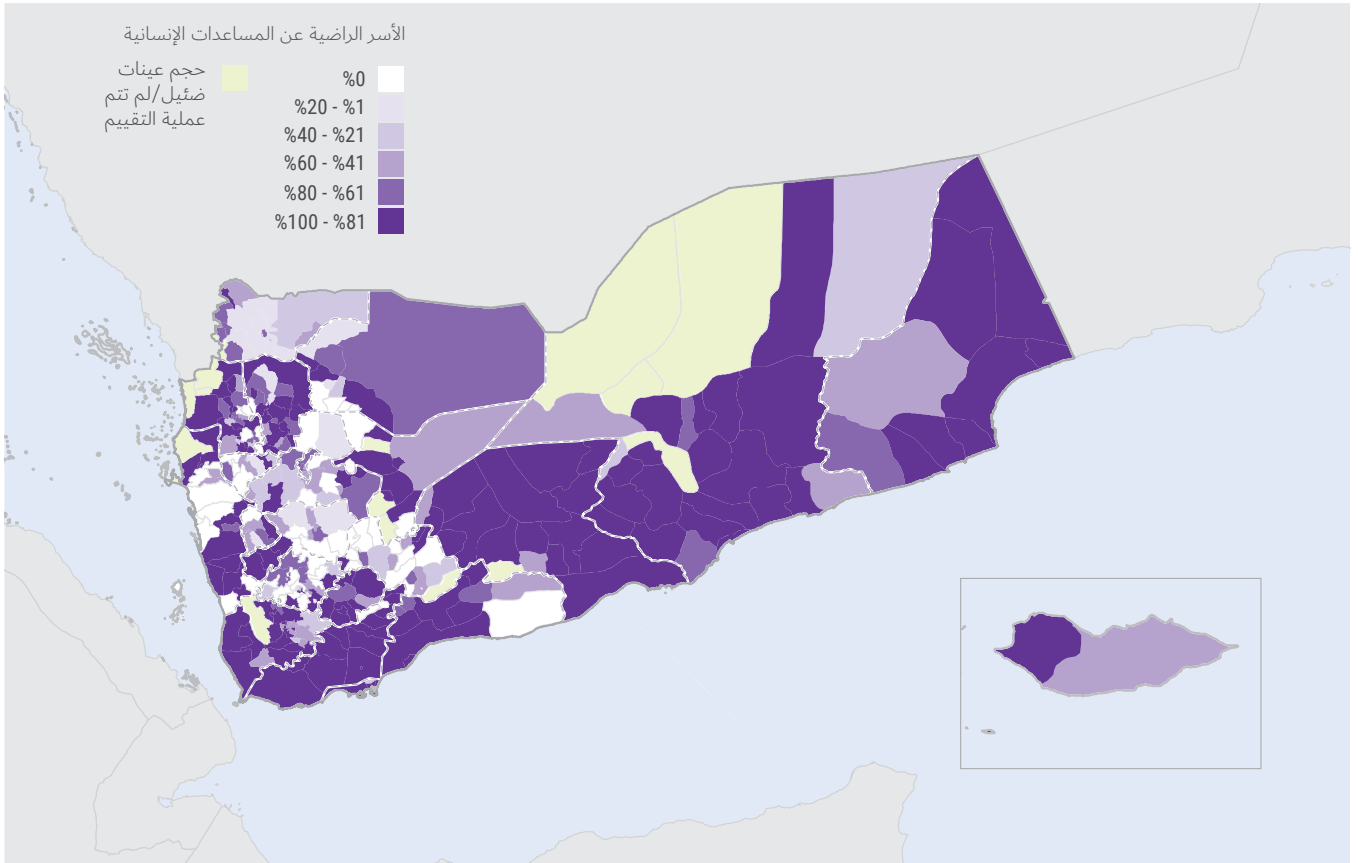 الأسر الراضية عن المساعدات الإنسانية
%0
%20 - %1
%40 - %21
%60 - %41
%80 - %61
%100 - %81
حجم عينات
ضئيل/لم تتم
عملية التقييم